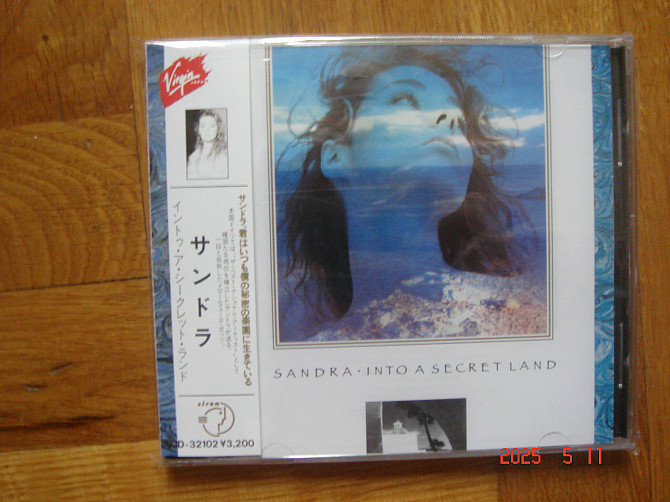 Virgin
JAPAN
サンドラ、君はいつも僕の秘密の楽園に生きている
サンドラ
イントゥ・ア・シークレット・ランド
siren
32102 ¥3,200
SANDRA · INTO A SECRET LAND
2025 5 11